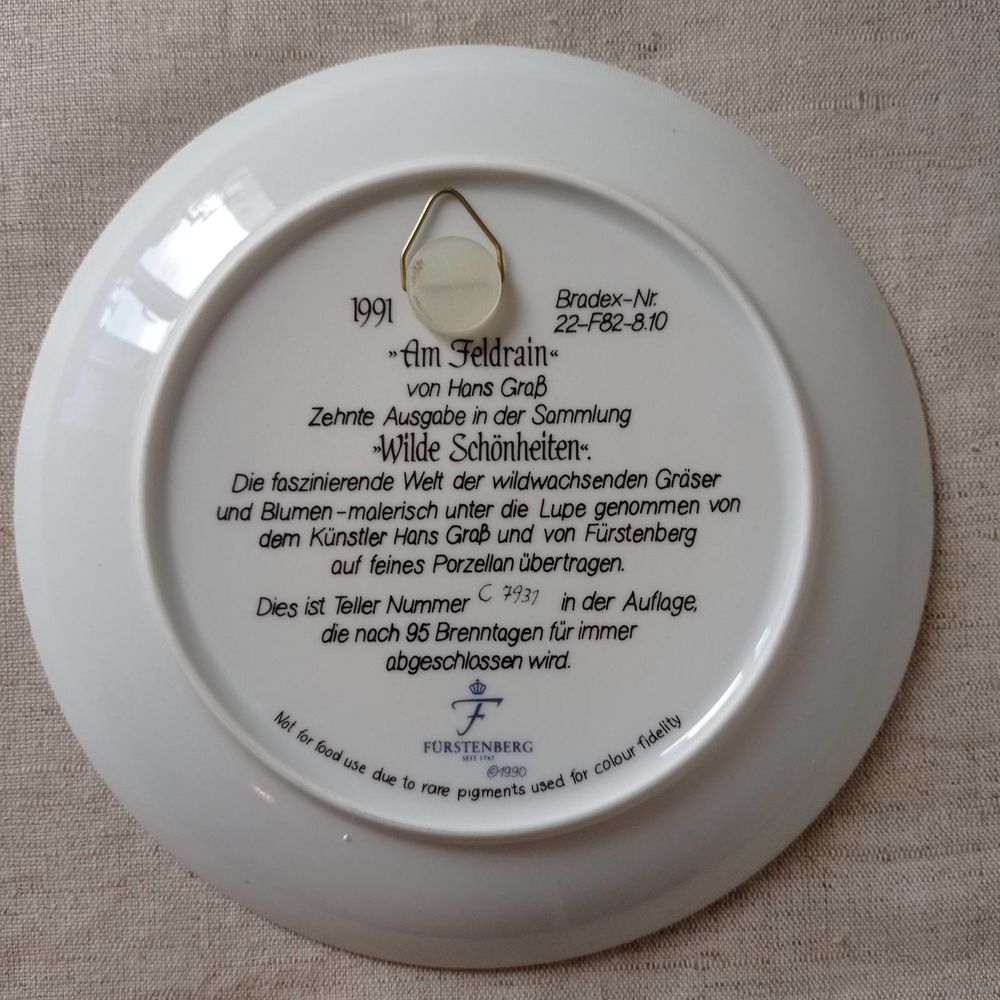 1991
Bradex-Nr.
22-F82-8.10
»Am Feldrain«
von Hans Graß
Zehnte Ausgabe in der Sammlung
»Wilde Schönheiten«.
Die faszinierende Welt der wildwachsenden Gräser
und Blumen-malerisch unter die Lupe genommen von
dem Künstler Hans Graß und von Fürstenberg
auf feines Porzellan übertragen.
Dies ist Teller Nummer C 7931 in der Auflage,
die nach 95 Brenntagen für immer
abgeschlossen wird.
F
FÜRSTENBERG
SEIT 1747
©1990
Not for food use due to rare pigments used for colour fidelity